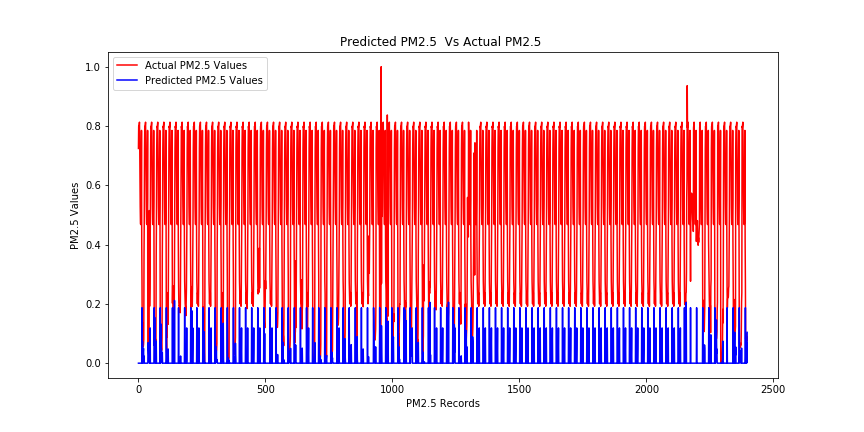 Predicted PM2.5  Vs Actual PM2.5
Actual PM2.5 Values
Predicted PM2.5 Values
1.0
0.8
0.6
0.4
0.2
0.0
PM2.5 Values
0
500
1000
1500
2000
2500
PM2.5 Records